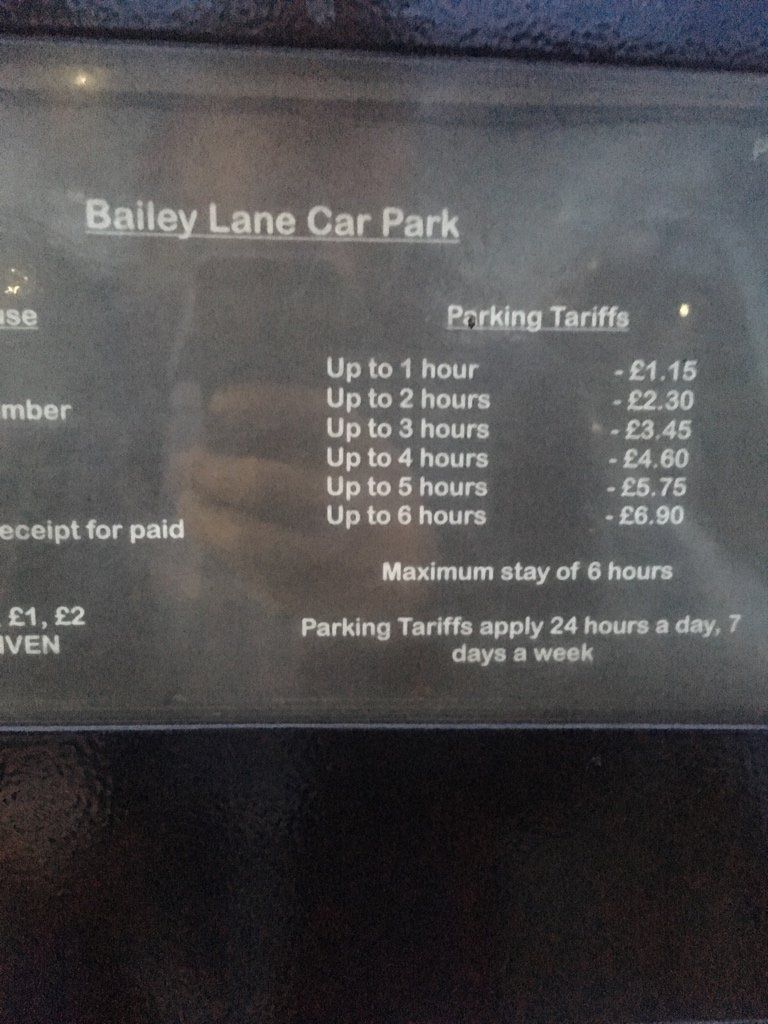 Bailey Lane Car Park
use
Parking Tariffs
Up to 1 hour - £1.15
Up to 2 hours - £2.30
mber
Up to 3 hours - £3.45
Up to 4 hours - £4.60
Up to 5 hours - £5.75
Up to 6 hours - £6.90
eceipt for paid
Maximum stay of 6 hours
£1, £2
Parking Tariffs apply 24 hours a day, 7
IVEN
days a week